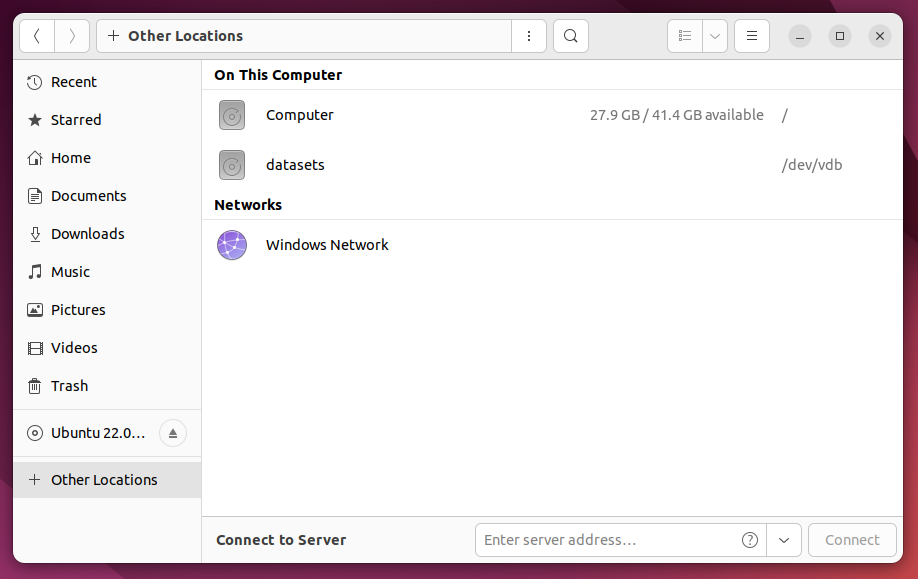 Other Locations
Recent
Starred
Home
Documents
Downloads
Music
Pictures
Videos
Trash
Ubuntu 22.0…
Other Locations
On This Computer
Computer 27.9 GB / 41.4 GB available /
datasets /dev/vdb
Networks
Windows Network
Connect to Server Enter server address… ? Connect